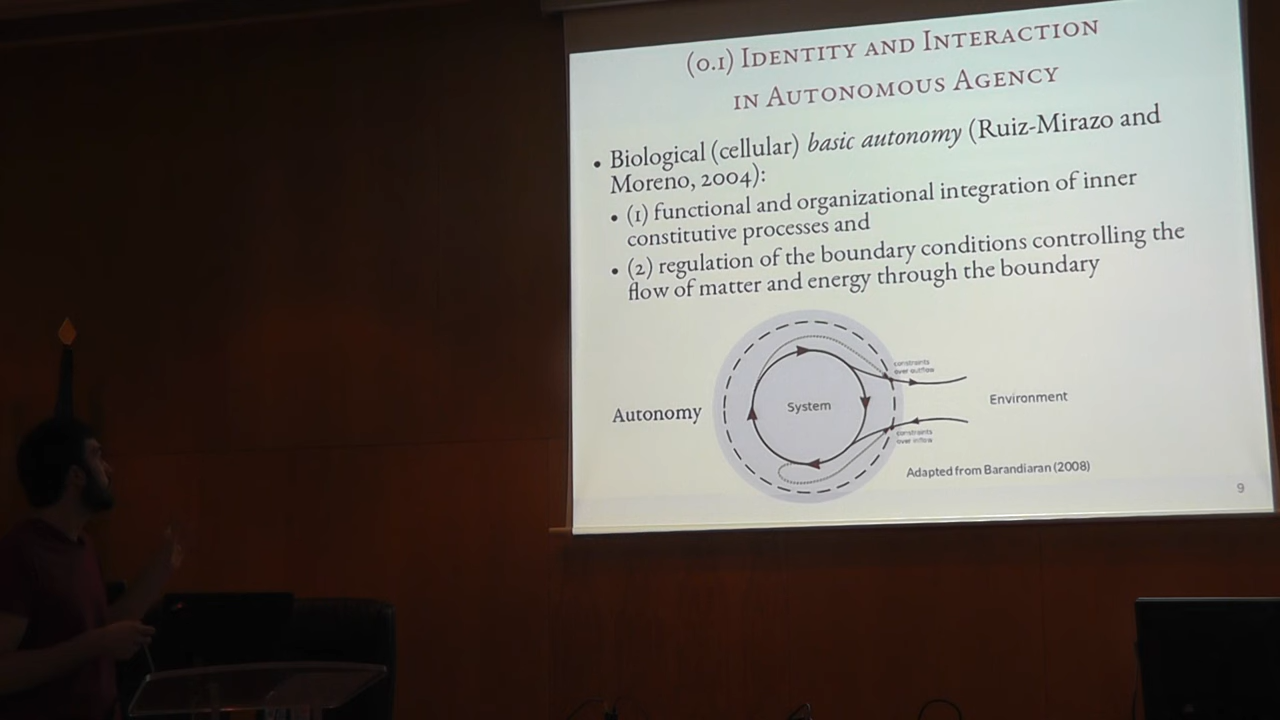 (0.1) Identity and Interaction
in Autonomous Agency
• Biological (cellular) basic autonomy (Ruiz-Mirazo and
Moreno, 2004):
• (1) functional and organizational integration of inner
constitutive processes and
• (2) regulation of the boundary conditions controlling the
flow of matter and energy through the boundary
constraints
over outflow
Environment
System
Autonomy
constraints
over inflow
Adapted from Barandiaran (2008)
9